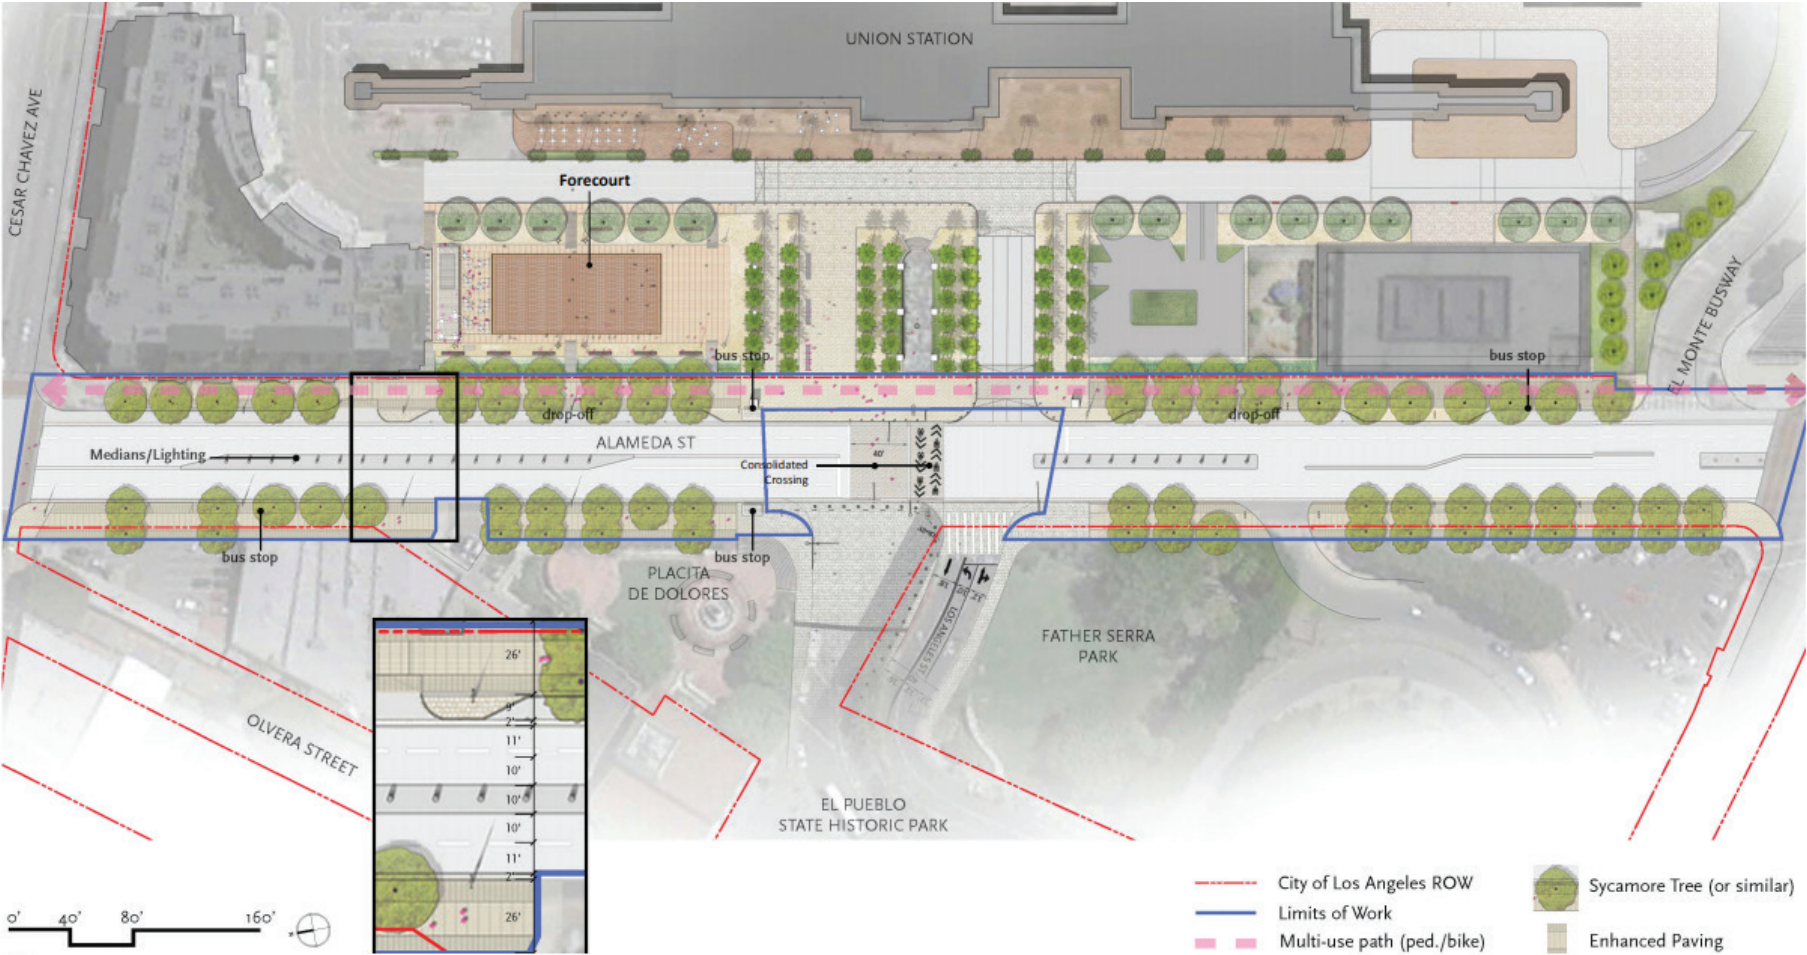 UNION STATION
CESAR CHAVEZ AVE
Forecourt
EL MONTE BUSWAY
bus stop
bus stop
drop-off
drop-off
ALAMEDA ST
Medians/Lighting
40'
Consolidated
Crossing
bus stop
bus stop
PLACITA
DE DOLORES
LOS ANGELES ST
FATHER SERRA
PARK
OLVERA STREET
EL PUEBLO
STATE HISTORIC PARK
26'
9'
2'
11'
10'
10'
10'
11'
2'
26'
0' 40' 80' 160'
N
City of Los Angeles ROW
Limits of Work
Multi-use path (ped./bike)
Sycamore Tree (or similar)
Enhanced Paving